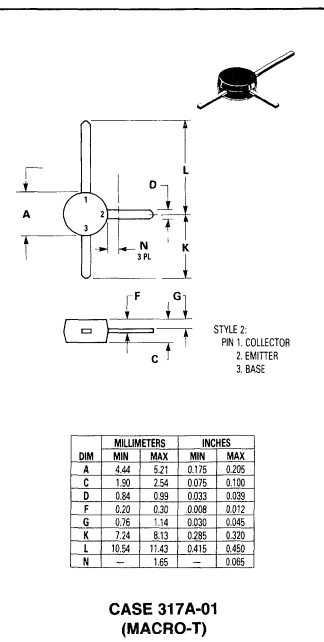 L
D
1
A
2
3
N
3 PL
K
F
G
C
STYLE 2:
PIN 1. COLLECTOR
2. EMITTER
3. BASE
MILLIMETERS INCHES
DIM MIN MAX MIN MAX
A 4.44 5.21 0.175 0.205
C 1.90 2.54 0.075 0.100
D 0.84 0.99 0.033 0.039
F 0.20 0.30 0.008 0.012
G 0.76 1.14 0.030 0.045
K 7.24 8.13 0.285 0.320
L 10.54 11.43 0.415 0.450
N — 1.65 — 0.065
CASE 317A-01
(MACRO-T)